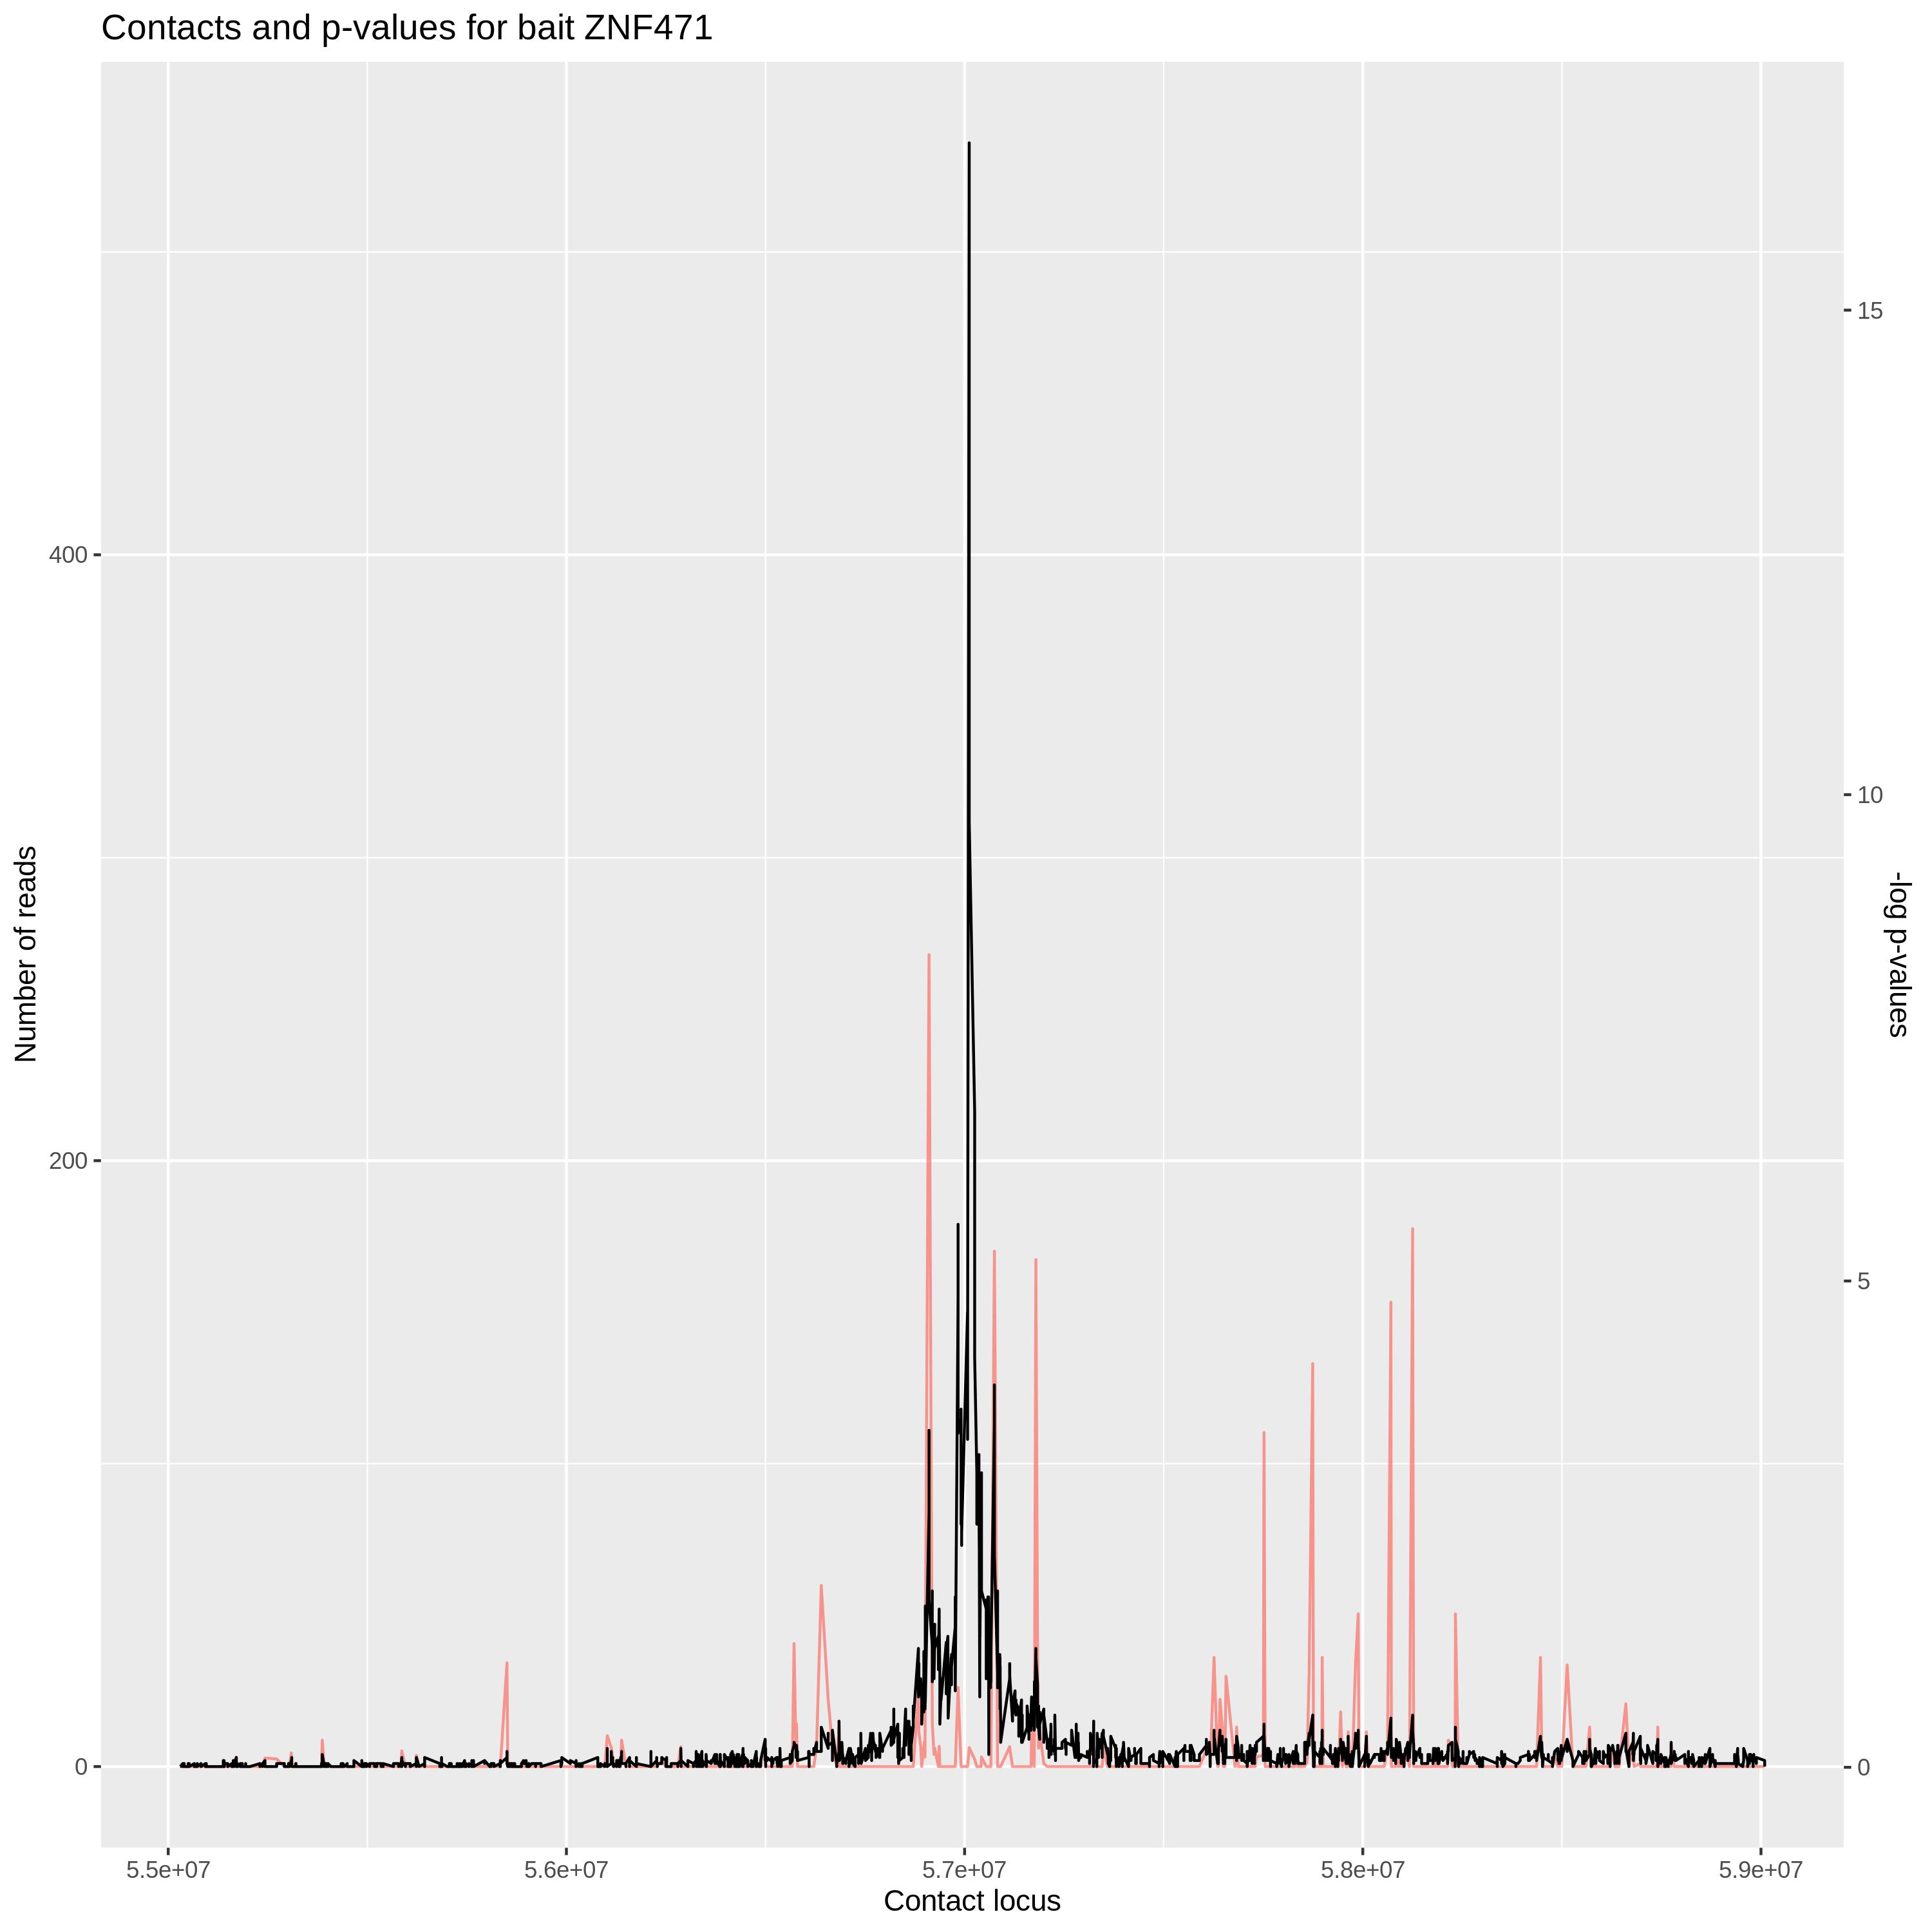 Contacts and p-values for bait ZNF471
Number of reads
400
200
0
15
10
5
0
-log p-values
5.5e+07 5.6e+07 5.7e+07 5.8e+07 5.9e+07
Contact locus